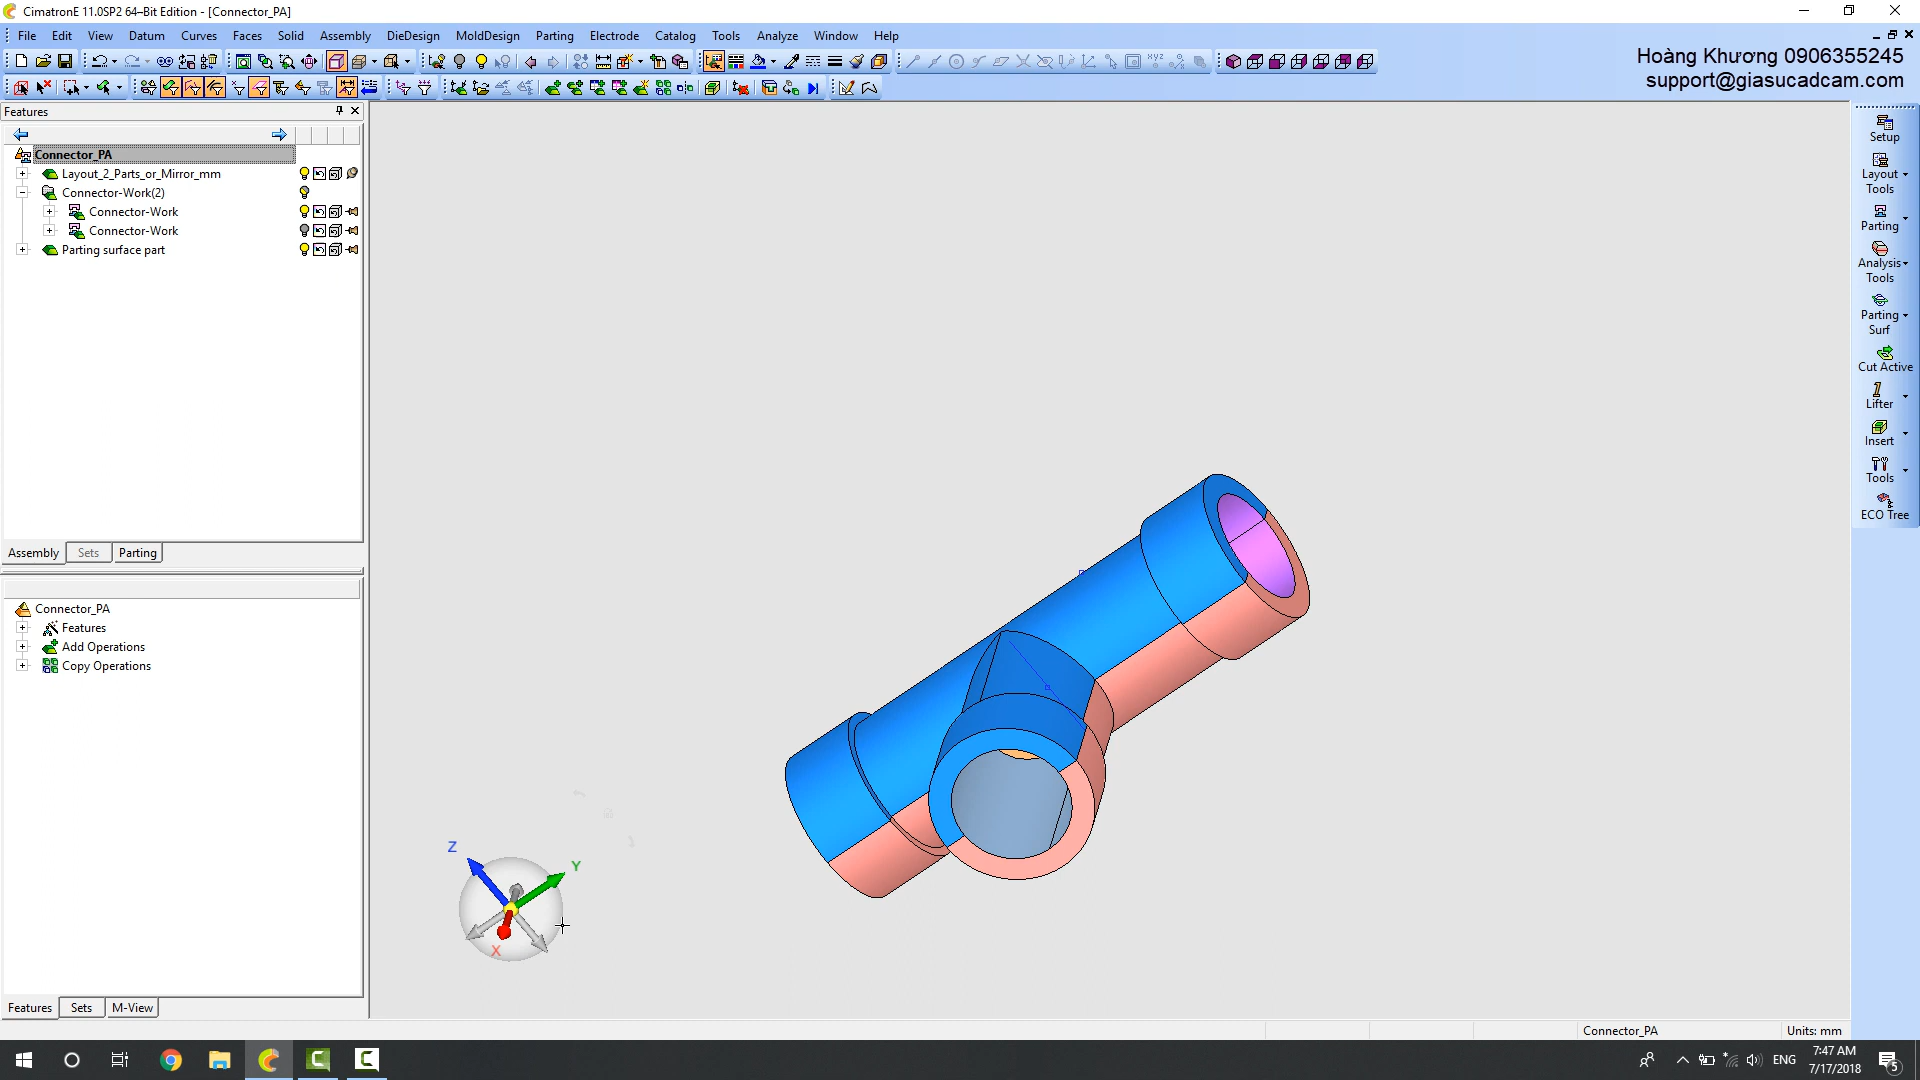 CimatronE 11.0SP2 64–Bit Edition - [Connector_PA]
File Edit View Datum Curves Faces Solid Assembly DieDesign MoldDesign Parting Electrode Catalog Tools Analyze Window Help
Hoàng Khương 0906355245
support@giasucadcam.com
Features
Connector_PA
Layout_2_Parts_or_Mirror_mm
Connector-Work(2)
Connector-Work
Connector-Work
Parting surface part
Assembly Sets Parting
Connector_PA
Features
Add Operations
Copy Operations
Features Sets M-View
Z
Y
X
Setup
Layout
Tools
Parting
Analysis
Tools
Parting
Surf
Cut Active
Lifter
Insert
Tools
ECO Tree
Connector_PA
Units: mm
ENG
7:47 AM
7/17/2018
5